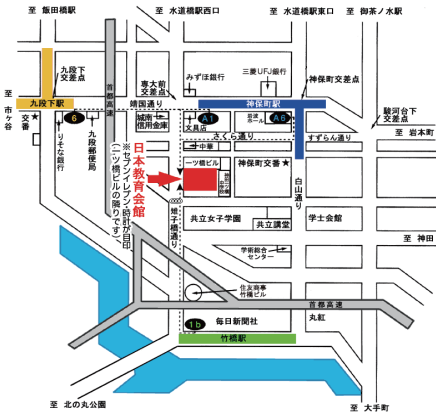 至 飯田橋駅
至 水道橋駅西口
至 水道橋駅東口
至 御茶ノ水駅
九段下
交差点
首都高速
専大前
交差点
みずほ銀行
三菱UFJ銀行
神保町交差点
至 市ヶ谷
九段下駅
靖国通り
神保町駅
駿河台下
交差点
交番
6
城南
信用金庫
A1
文具店
岩波
ホール
A6
さくら通り
すずらん通り
至 岩本町
りそな銀行
九段郵便局
中華
一ツ橋ビル
神保町交番★
白山通り
日本教育会館
※セブンイレブン・時計が目印
(一ツ橋ビルの隣りです)
雉子橋通り
共立女子学園
共立講堂
学士会館
至 神田
学術総合
センター
住友商事
竹橋ビル
首都高速
1b
毎日新聞社
丸紅
竹橋駅
至 北の丸公園
至 大手町